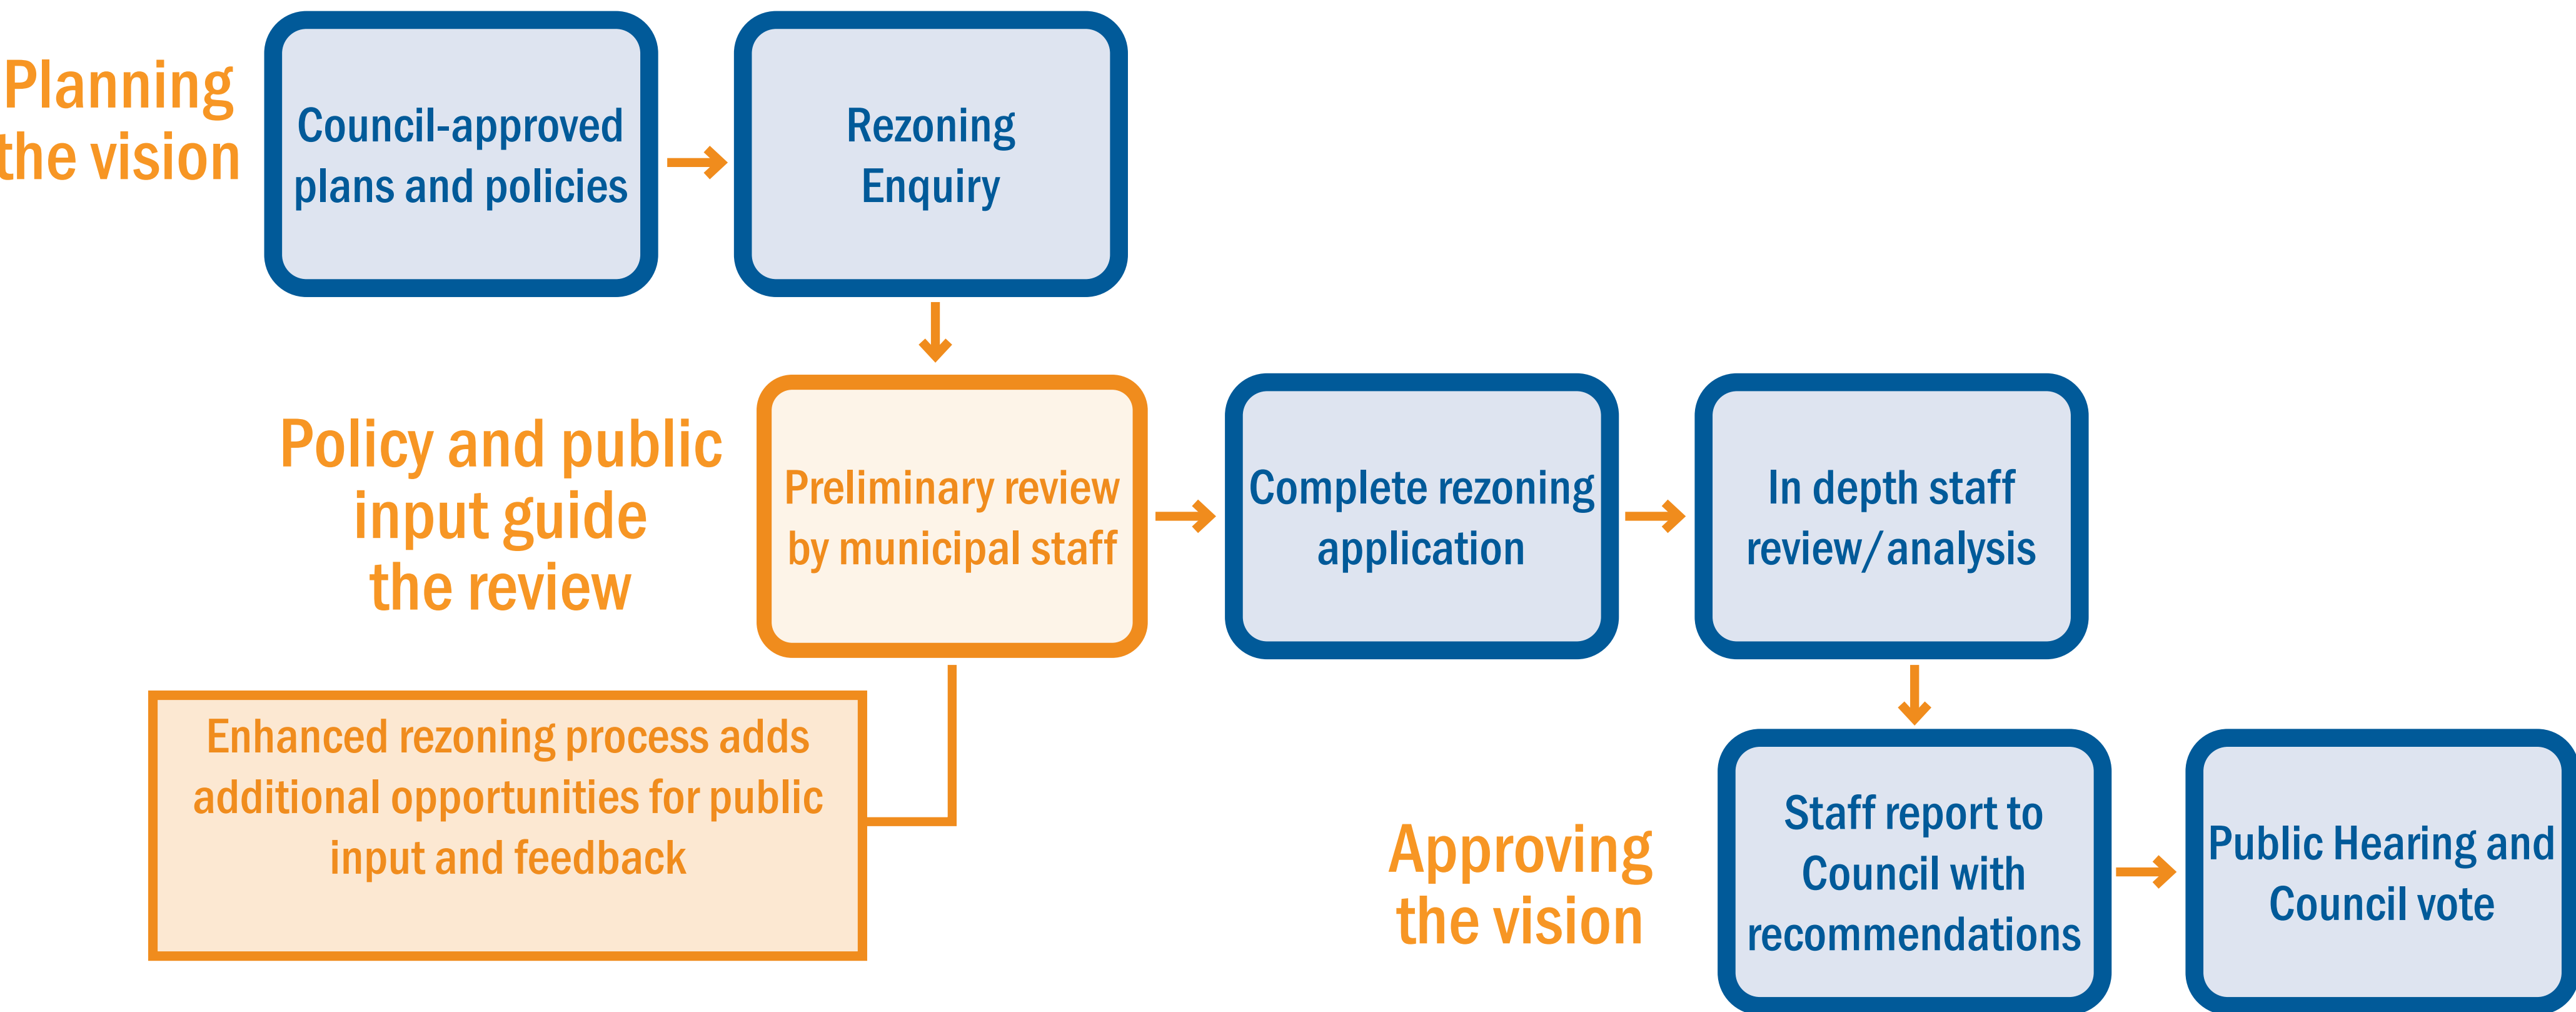 Planning
the vision
Council-approved
plans and policies
Rezoning
Enquiry
Policy and public
input guide
the review
Preliminary review
by municipal staff
Complete rezoning
application
In depth staff
review/analysis
Enhanced rezoning process adds
additional opportunities for public
input and feedback
Approving
the vision
Staff report to
Council with
recommendations
Public Hearing and
Council vote